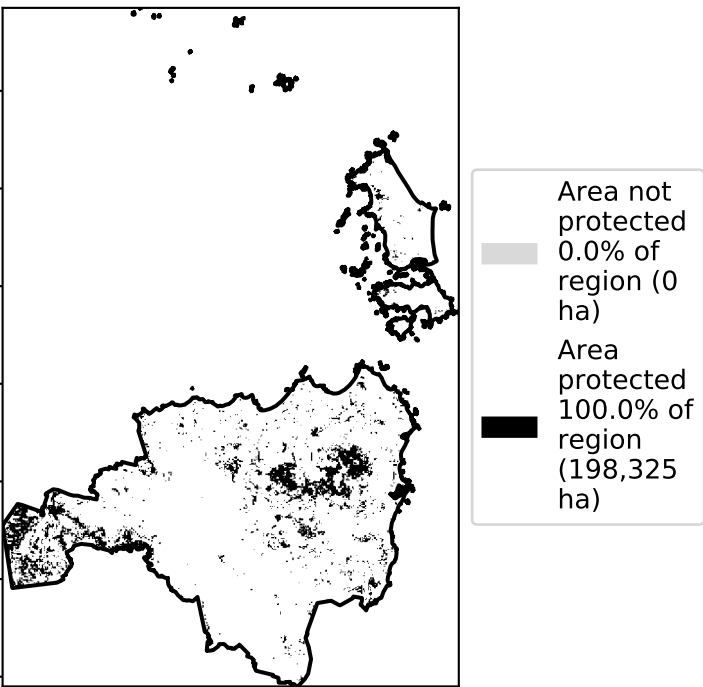 Area not
protected
0.0% of
region (0
ha)
Area
protected
100.0% of
region
(198,325
ha)